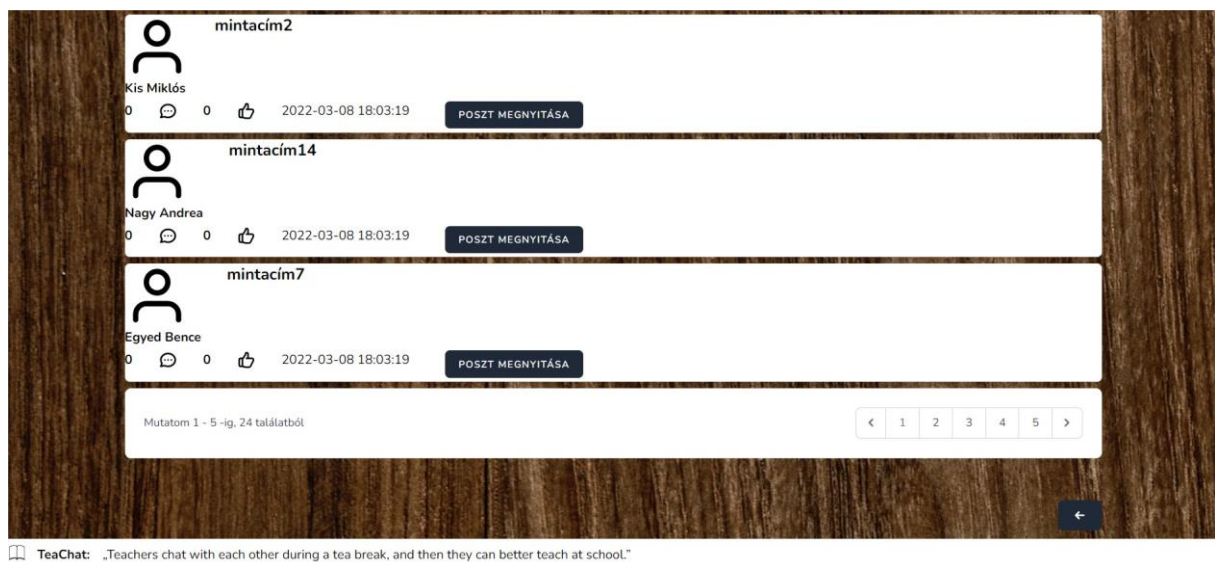 mintacím2
Kis Miklós
0 0 2022-03-08 18:03:19 POSZT MEGNYITÁSA
mintacím14
Nagy Andrea
0 0 2022-03-08 18:03:19 POSZT MEGNYITÁSA
mintacím7
Egyed Bence
0 0 2022-03-08 18:03:19 POSZT MEGNYITÁSA
Mutatom 1 - 5 -ig, 24 találatból < 1 2 3 4 5 >
TeaChat: „Teachers chat with each other during a tea break, and then they can better teach at school.”